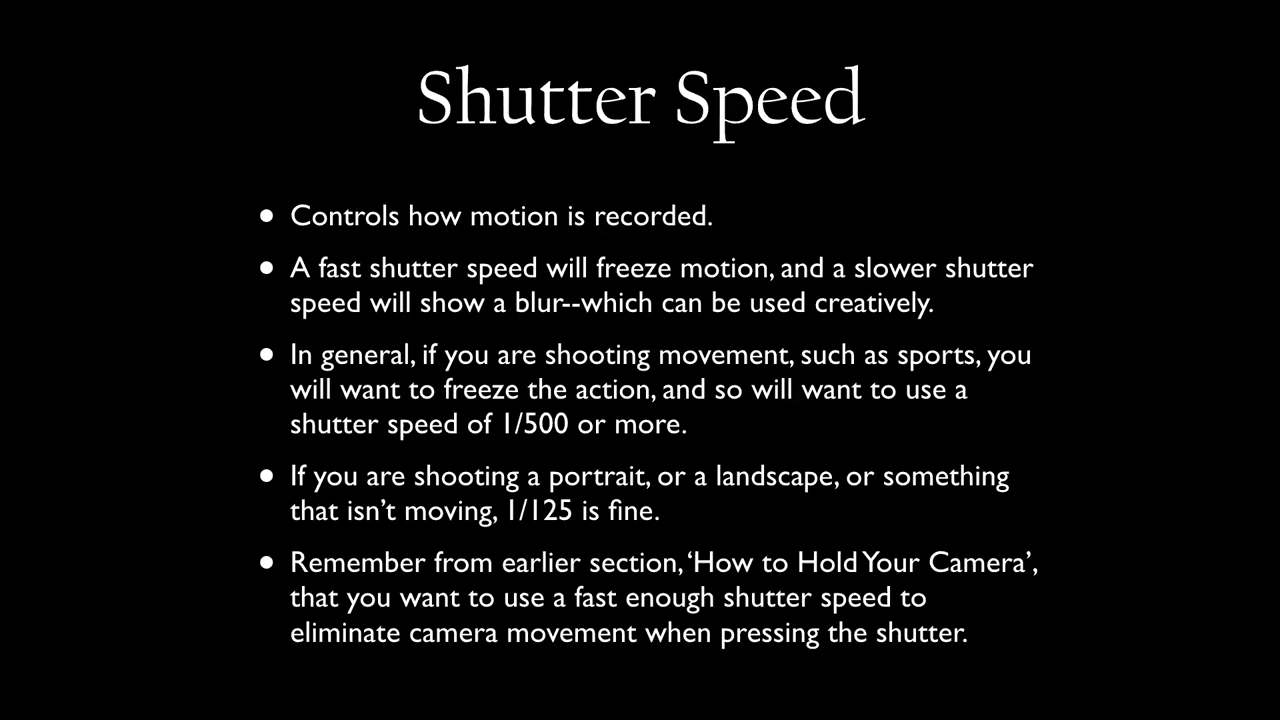 Shutter Speed
• Controls how motion is recorded.
• A fast shutter speed will freeze motion, and a slower shutter
speed will show a blur--which can be used creatively.
• In general, if you are shooting movement, such as sports, you
will want to freeze the action, and so will want to use a
shutter speed of 1/500 or more.
• If you are shooting a portrait, or a landscape, or something
that isn’t moving, 1/125 is fine.
• Remember from earlier section, ‘How to Hold Your Camera’,
that you want to use a fast enough shutter speed to
eliminate camera movement when pressing the shutter.